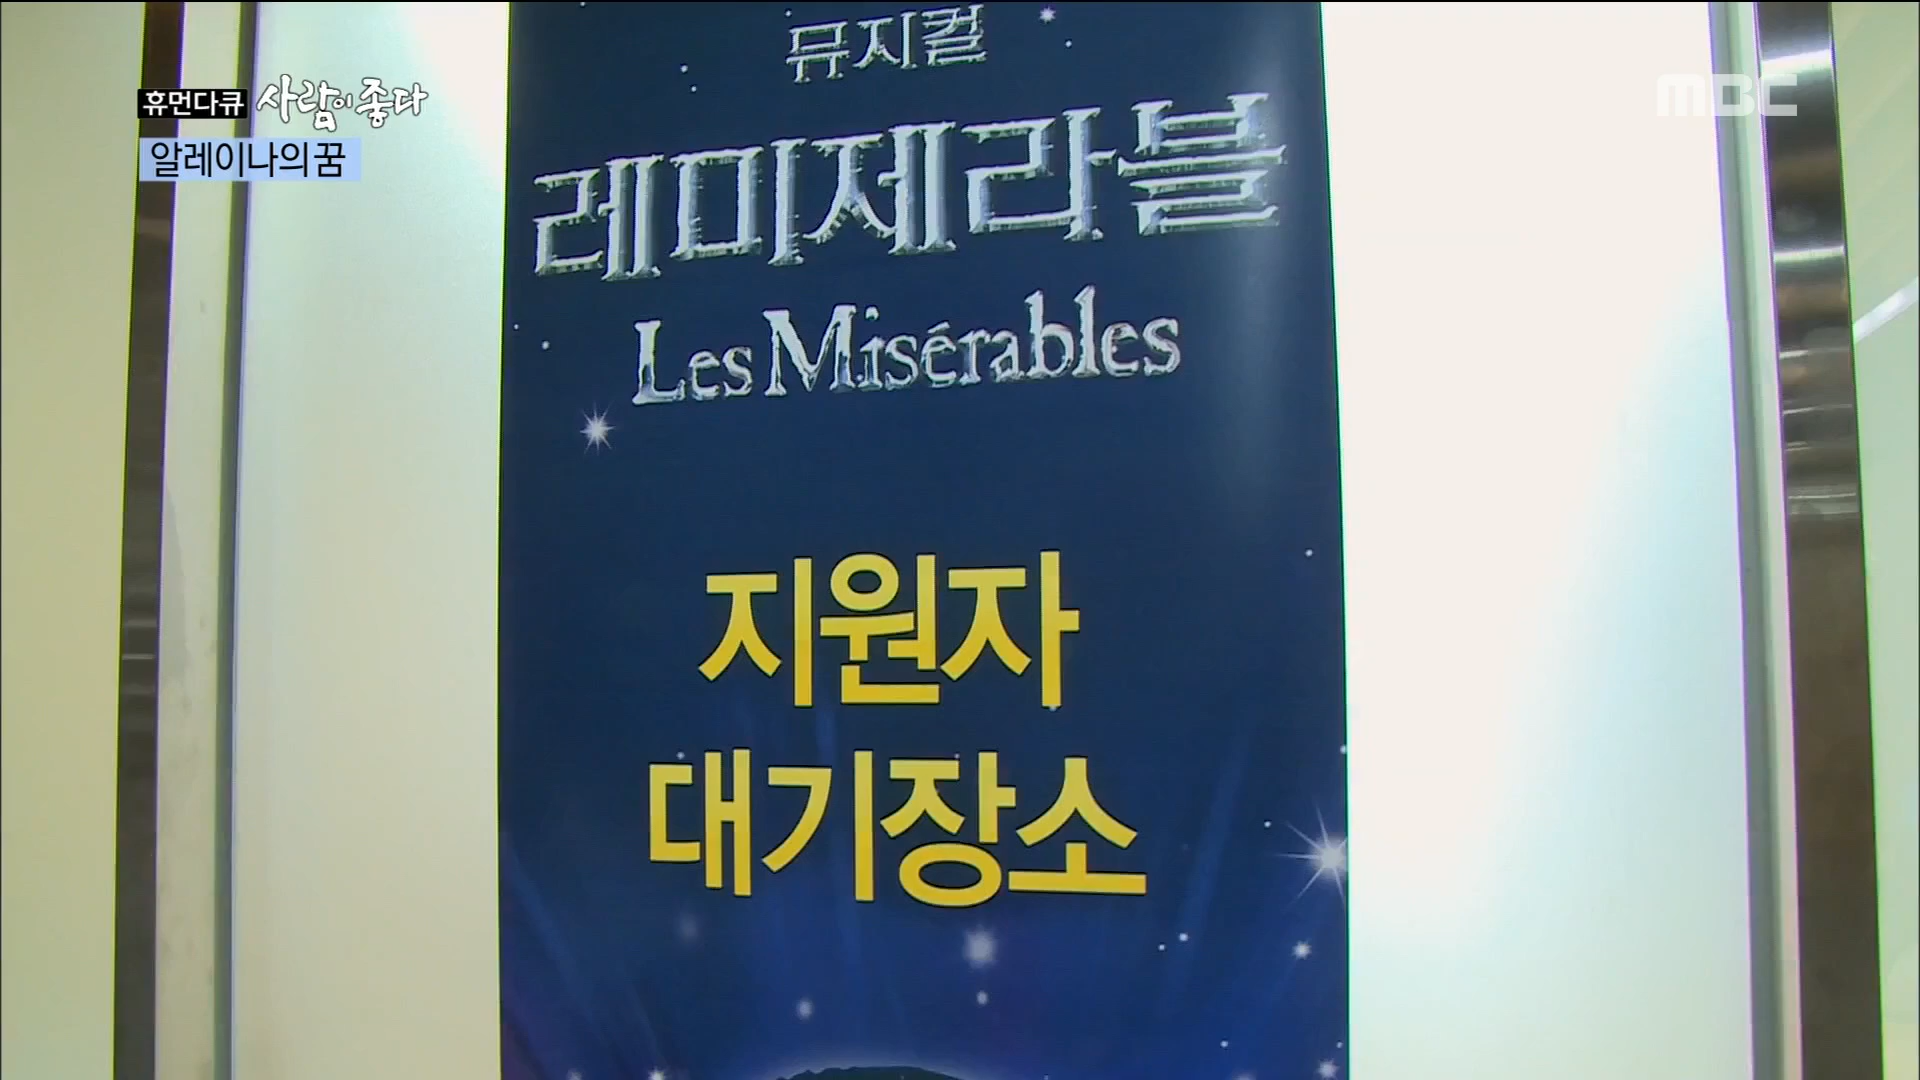 휴먼다큐 사람이 좋다
알레이나의 꿈
MBC
뮤지컬
레미제라블
Les Misérables
지원자
대기장소